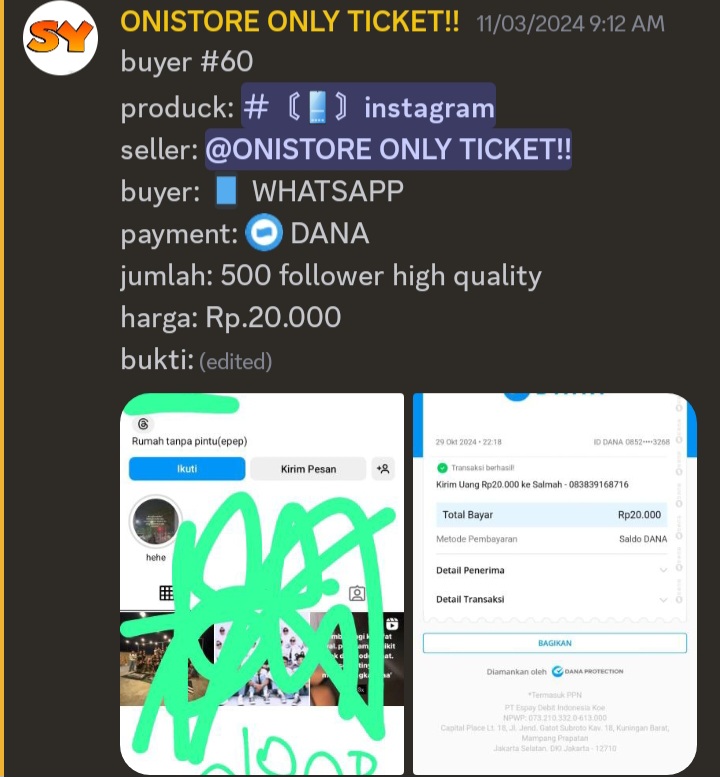 SY
ONISTORE ONLY TICKET!! 11/03/2024 9:12 AM
buyer #60
produck: # 〘📘〙instagram
seller: @ONISTORE ONLY TICKET!!
buyer: WHATSAPP
payment: DANA
jumlah: 500 follower high quality
harga: Rp.20.000
bukti: (edited)
Rumah tanpa pintu(epep)
Ikuti
Kirim Pesan
hehe
29 Okt 2024 • 22:18
ID DANA 0852••••3268
Transaksi berhasil!
Kirim Uang Rp20.000 ke Salmah - 083839168716
Total Bayar Rp20.000
Metode Pembayaran Saldo DANA
Detail Penerima
Detail Transaksi
BAGIKAN
Diamankan oleh DANA PROTECTION
*Termasuk PPN
PT Espay Debit Indonesia Koe
NPWP: 073.210.332.0-613.000
Capital Place Lt. 18, Jl. Jend. Gatot Subroto Kav. 18, Kuningan Barat,
Mampang Prapatan
Jakarta Selatan, DKI Jakarta - 12710